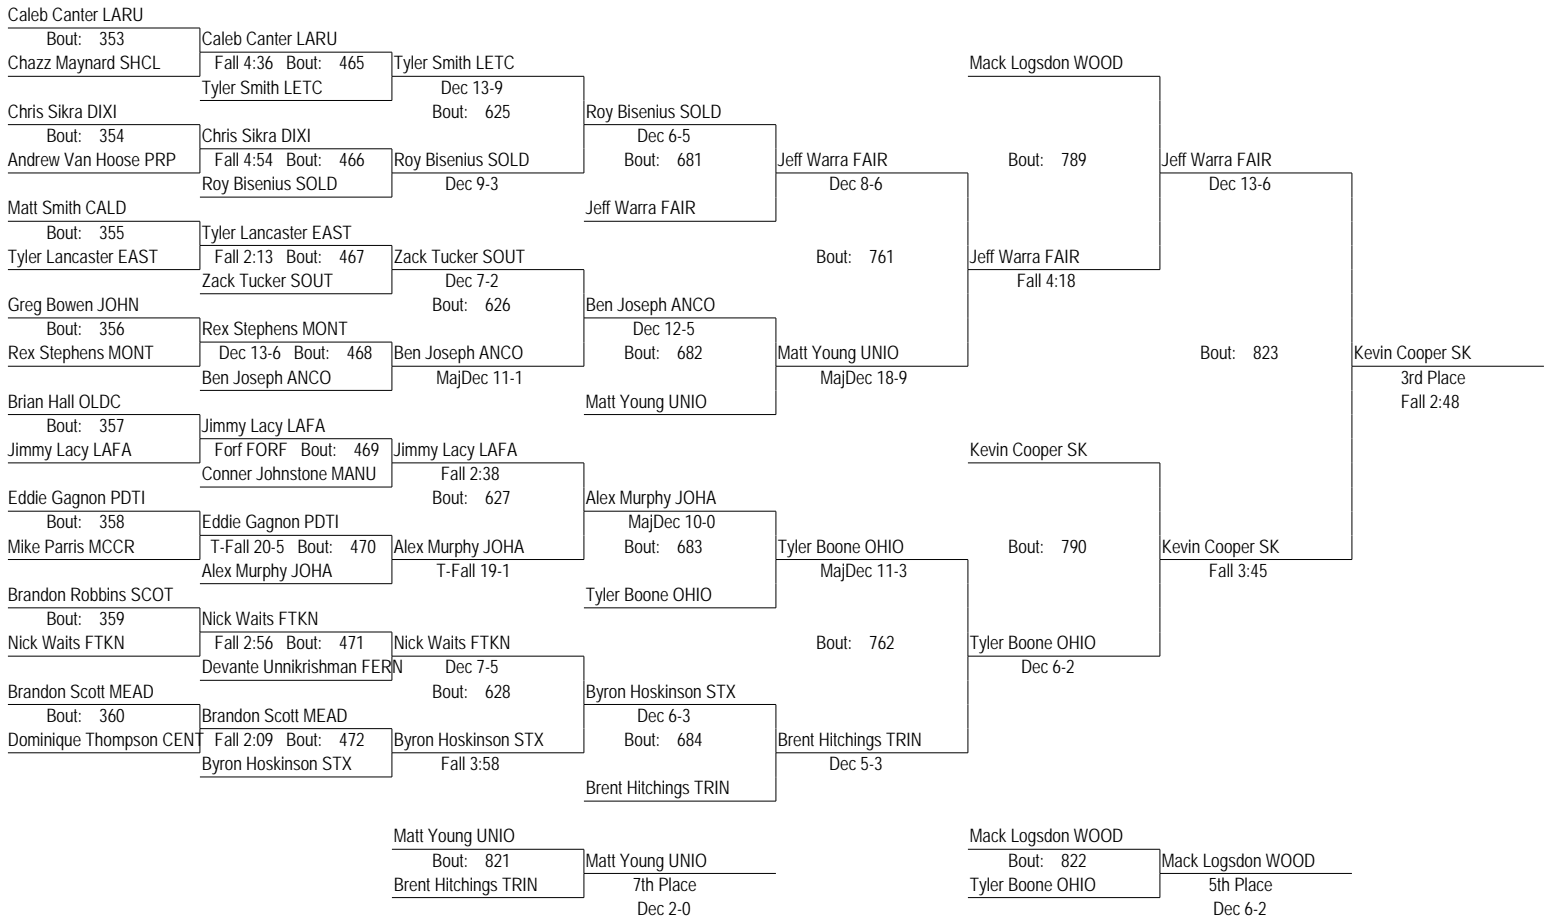 Caleb Canter LARU
Bout: 353
Chazz Maynard SHCL
Chris Sikra DIXI
Bout: 354
Andrew Van Hoose PRP
Matt Smith CALD
Bout: 355
Tyler Lancaster EAST
Greg Bowen JOHN
Bout: 356
Rex Stephens MONT
Brian Hall OLDC
Bout: 357
Jimmy Lacy LAFA
Eddie Gagnon PDTI
Bout: 358
Mike Parris MCCR
Brandon Robbins SCOT
Bout: 359
Nick Waits FTKN
Brandon Scott MEAD
Bout: 360
Dominique Thompson CENT
Caleb Canter LARU
Fall 4:36 Bout: 465
Tyler Smith LETC
Chris Sikra DIXI
Fall 4:54 Bout: 466
Roy Bisenius SOLD
Tyler Lancaster EAST
Fall 2:13 Bout: 467
Zack Tucker SOUT
Rex Stephens MONT
Dec 13-6 Bout: 468
Ben Joseph ANCO
Jimmy Lacy LAFA
Forf FORF Bout: 469
Conner Johnstone MANU
Eddie Gagnon PDTI
T-Fall 20-5 Bout: 470
Alex Murphy JOHA
Nick Waits FTKN
Fall 2:56 Bout: 471
Devante Unnikrishman FERN
Brandon Scott MEAD
Fall 2:09 Bout: 472
Byron Hoskinson STX
Tyler Smith LETC
Dec 13-9
Bout: 625
Roy Bisenius SOLD
Dec 9-3
Zack Tucker SOUT
Dec 7-2
Bout: 626
Ben Joseph ANCO
MajDec 11-1
Jimmy Lacy LAFA
Fall 2:38
Bout: 627
Alex Murphy JOHA
T-Fall 19-1
Nick Waits FTKN
Dec 7-5
Bout: 628
Byron Hoskinson STX
Fall 3:58
Roy Bisenius SOLD
Dec 6-5
Bout: 681
Jeff Warra FAIR
Ben Joseph ANCO
Dec 12-5
Bout: 682
Matt Young UNIO
Alex Murphy JOHA
MajDec 10-0
Bout: 683
Tyler Boone OHIO
Byron Hoskinson STX
Dec 6-3
Bout: 684
Brent Hitchings TRIN
Jeff Warra FAIR
Dec 8-6
Bout: 761
Matt Young UNIO
MajDec 18-9
Tyler Boone OHIO
MajDec 11-3
Bout: 762
Brent Hitchings TRIN
Dec 5-3
Mack Logsdon WOOD
Bout: 789
Jeff Warra FAIR
Fall 4:18
Kevin Cooper SK
Bout: 790
Tyler Boone OHIO
Dec 6-2
Jeff Warra FAIR
Dec 13-6
Bout: 823
Kevin Cooper SK
Fall 3:45
Kevin Cooper SK
3rd Place
Fall 2:48
Matt Young UNIO
Bout: 821
Brent Hitchings TRIN
Matt Young UNIO
7th Place
Dec 2-0
Mack Logsdon WOOD
Bout: 822
Tyler Boone OHIO
Mack Logsdon WOOD
5th Place
Dec 6-2